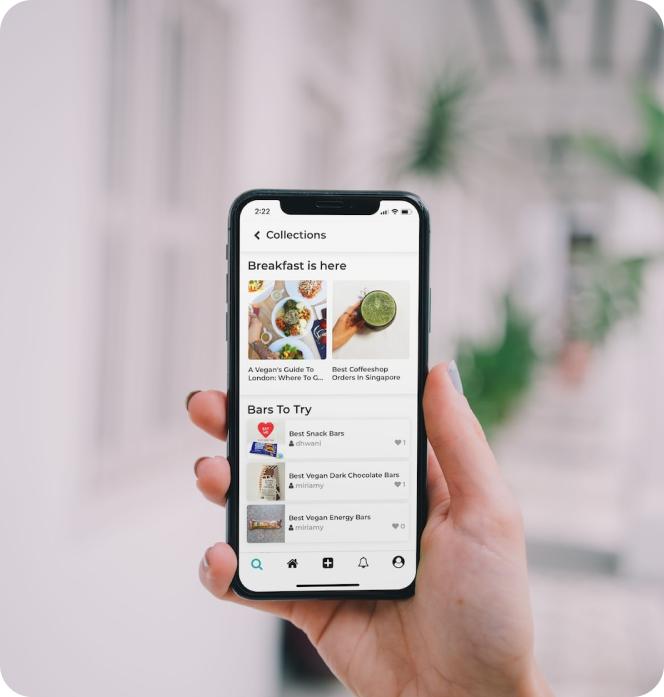 2:22
Collections
Breakfast is here
A Vegan's Guide To
London: Where To G...
Best Coffeeshop
Orders In Singapore
Bars To Try
Best Snack Bars
dhwani
1
Best Vegan Dark Chocolate Bars
miriamy
1
Best Vegan Energy Bars
miriamy
0